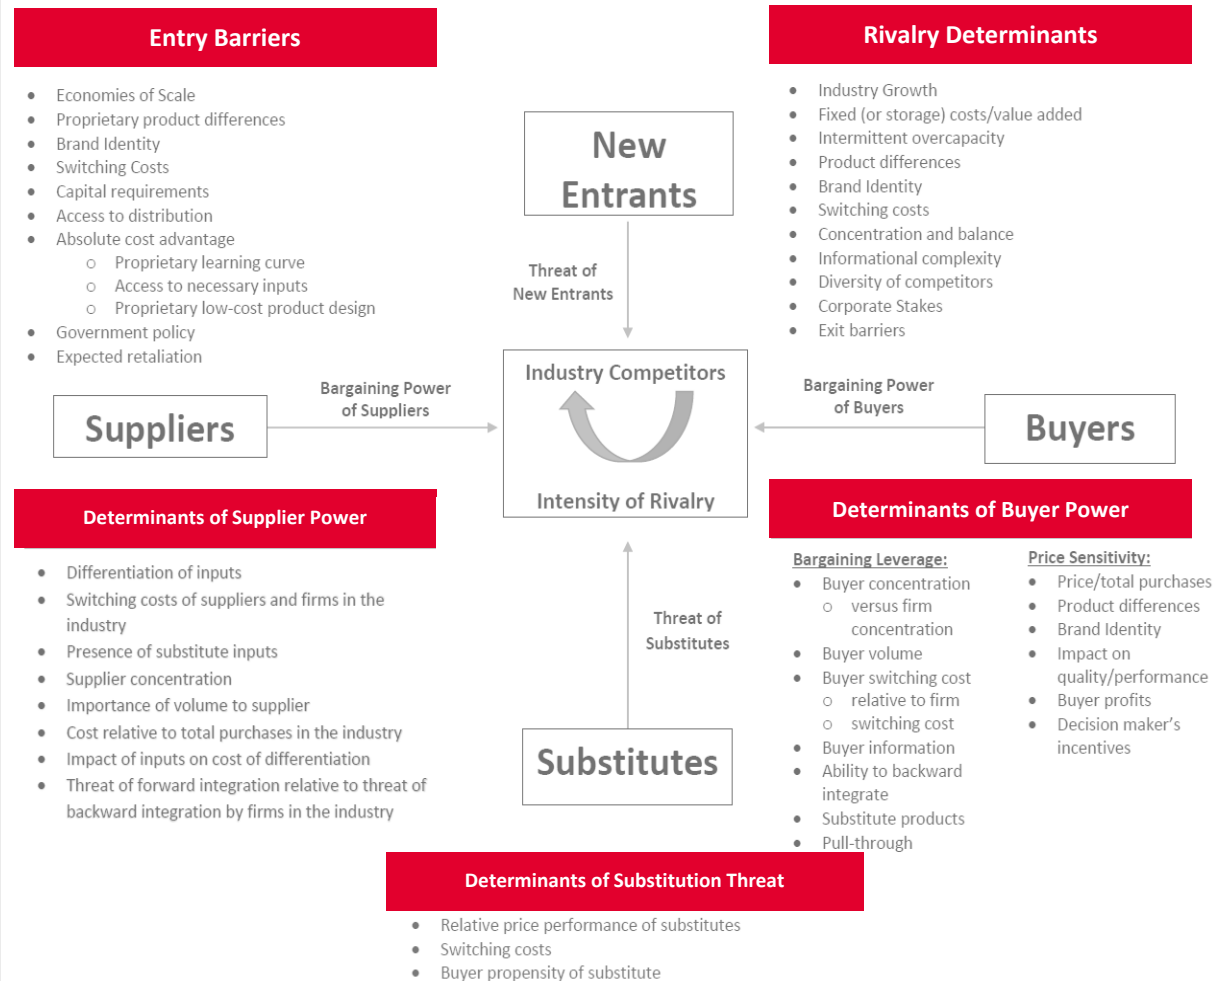 Entry Barriers
• Economies of Scale
• Proprietary product differences
• Brand Identity
• Switching Costs
• Capital requirements
• Access to distribution
• Absolute cost advantage
o Proprietary learning curve
o Access to necessary inputs
o Proprietary low-cost product design
• Government policy
• Expected retaliation
New
Entrants
Threat of
New Entrants
Rivalry Determinants
• Industry Growth
• Fixed (or storage) costs/value added
• Intermittent overcapacity
• Product differences
• Brand Identity
• Switching costs
• Concentration and balance
• Informational complexity
• Diversity of competitors
• Corporate Stakes
• Exit barriers
Suppliers
Bargaining Power
of Suppliers
Industry Competitors
Intensity of Rivalry
Bargaining Power
of Buyers
Buyers
Determinants of Supplier Power
• Differentiation of inputs
• Switching costs of suppliers and firms in the
industry
• Presence of substitute inputs
• Supplier concentration
• Importance of volume to supplier
• Cost relative to total purchases in the industry
• Impact of inputs on cost of differentiation
• Threat of forward integration relative to threat of
backward integration by firms in the industry
Threat of
Substitutes
Substitutes
Determinants of Buyer Power
Bargaining Leverage:
• Buyer concentration
o versus firm
concentration
• Buyer volume
• Buyer switching cost
o relative to firm
o switching cost
• Buyer information
• Ability to backward
integrate
• Substitute products
• Pull-through
Price Sensitivity:
• Price/total purchases
• Product differences
• Brand Identity
• Impact on
quality/performance
• Buyer profits
• Decision maker's
incentives
Determinants of Substitution Threat
• Relative price performance of substitutes
• Switching costs
• Buyer propensity of substitute